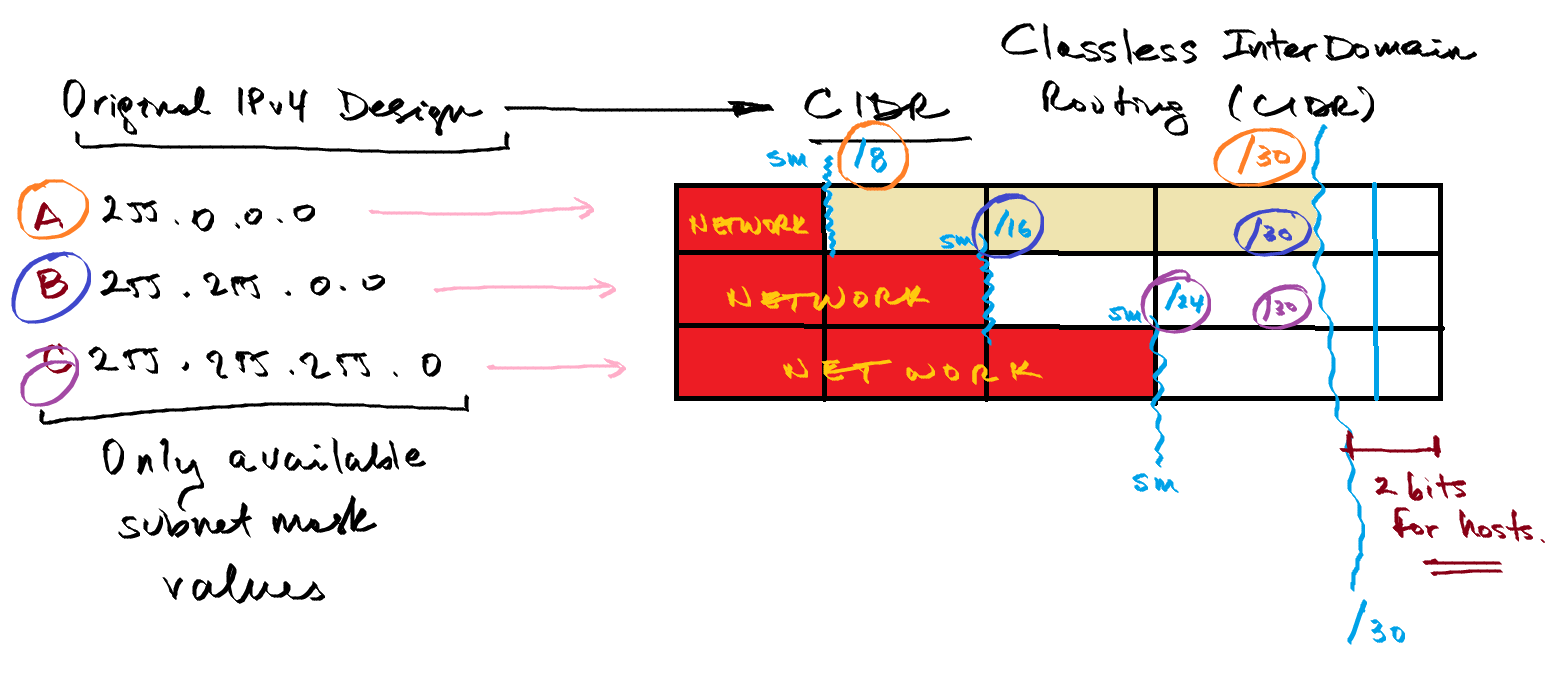 Original IPv4 Design
CIDR
Classless InterDomain
Routing (CIDR)
sm
/8
/30
A 255.0.0.0
NETWORK
sm
/16
/30
B 255.255.0.0
NETWORK
sm
/24
/30
C 255.255.255.0
NETWORK
Only available
subnet mask
values
sm
2 bits
for hosts.
/30